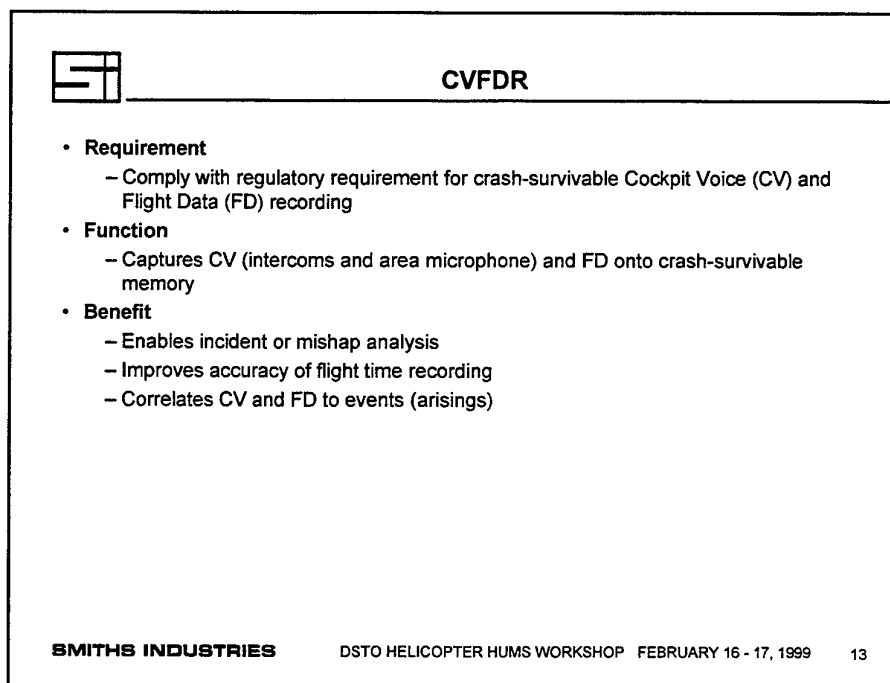 Si
CVFDR
• Requirement
– Comply with regulatory requirement for crash-survivable Cockpit Voice (CV) and
Flight Data (FD) recording
• Function
– Captures CV (intercoms and area microphone) and FD onto crash-survivable
memory
• Benefit
– Enables incident or mishap analysis
– Improves accuracy of flight time recording
– Correlates CV and FD to events (arisings)
SMITHS INDUSTRIES DSTO HELICOPTER HUMS WORKSHOP FEBRUARY 16 - 17, 1999 13